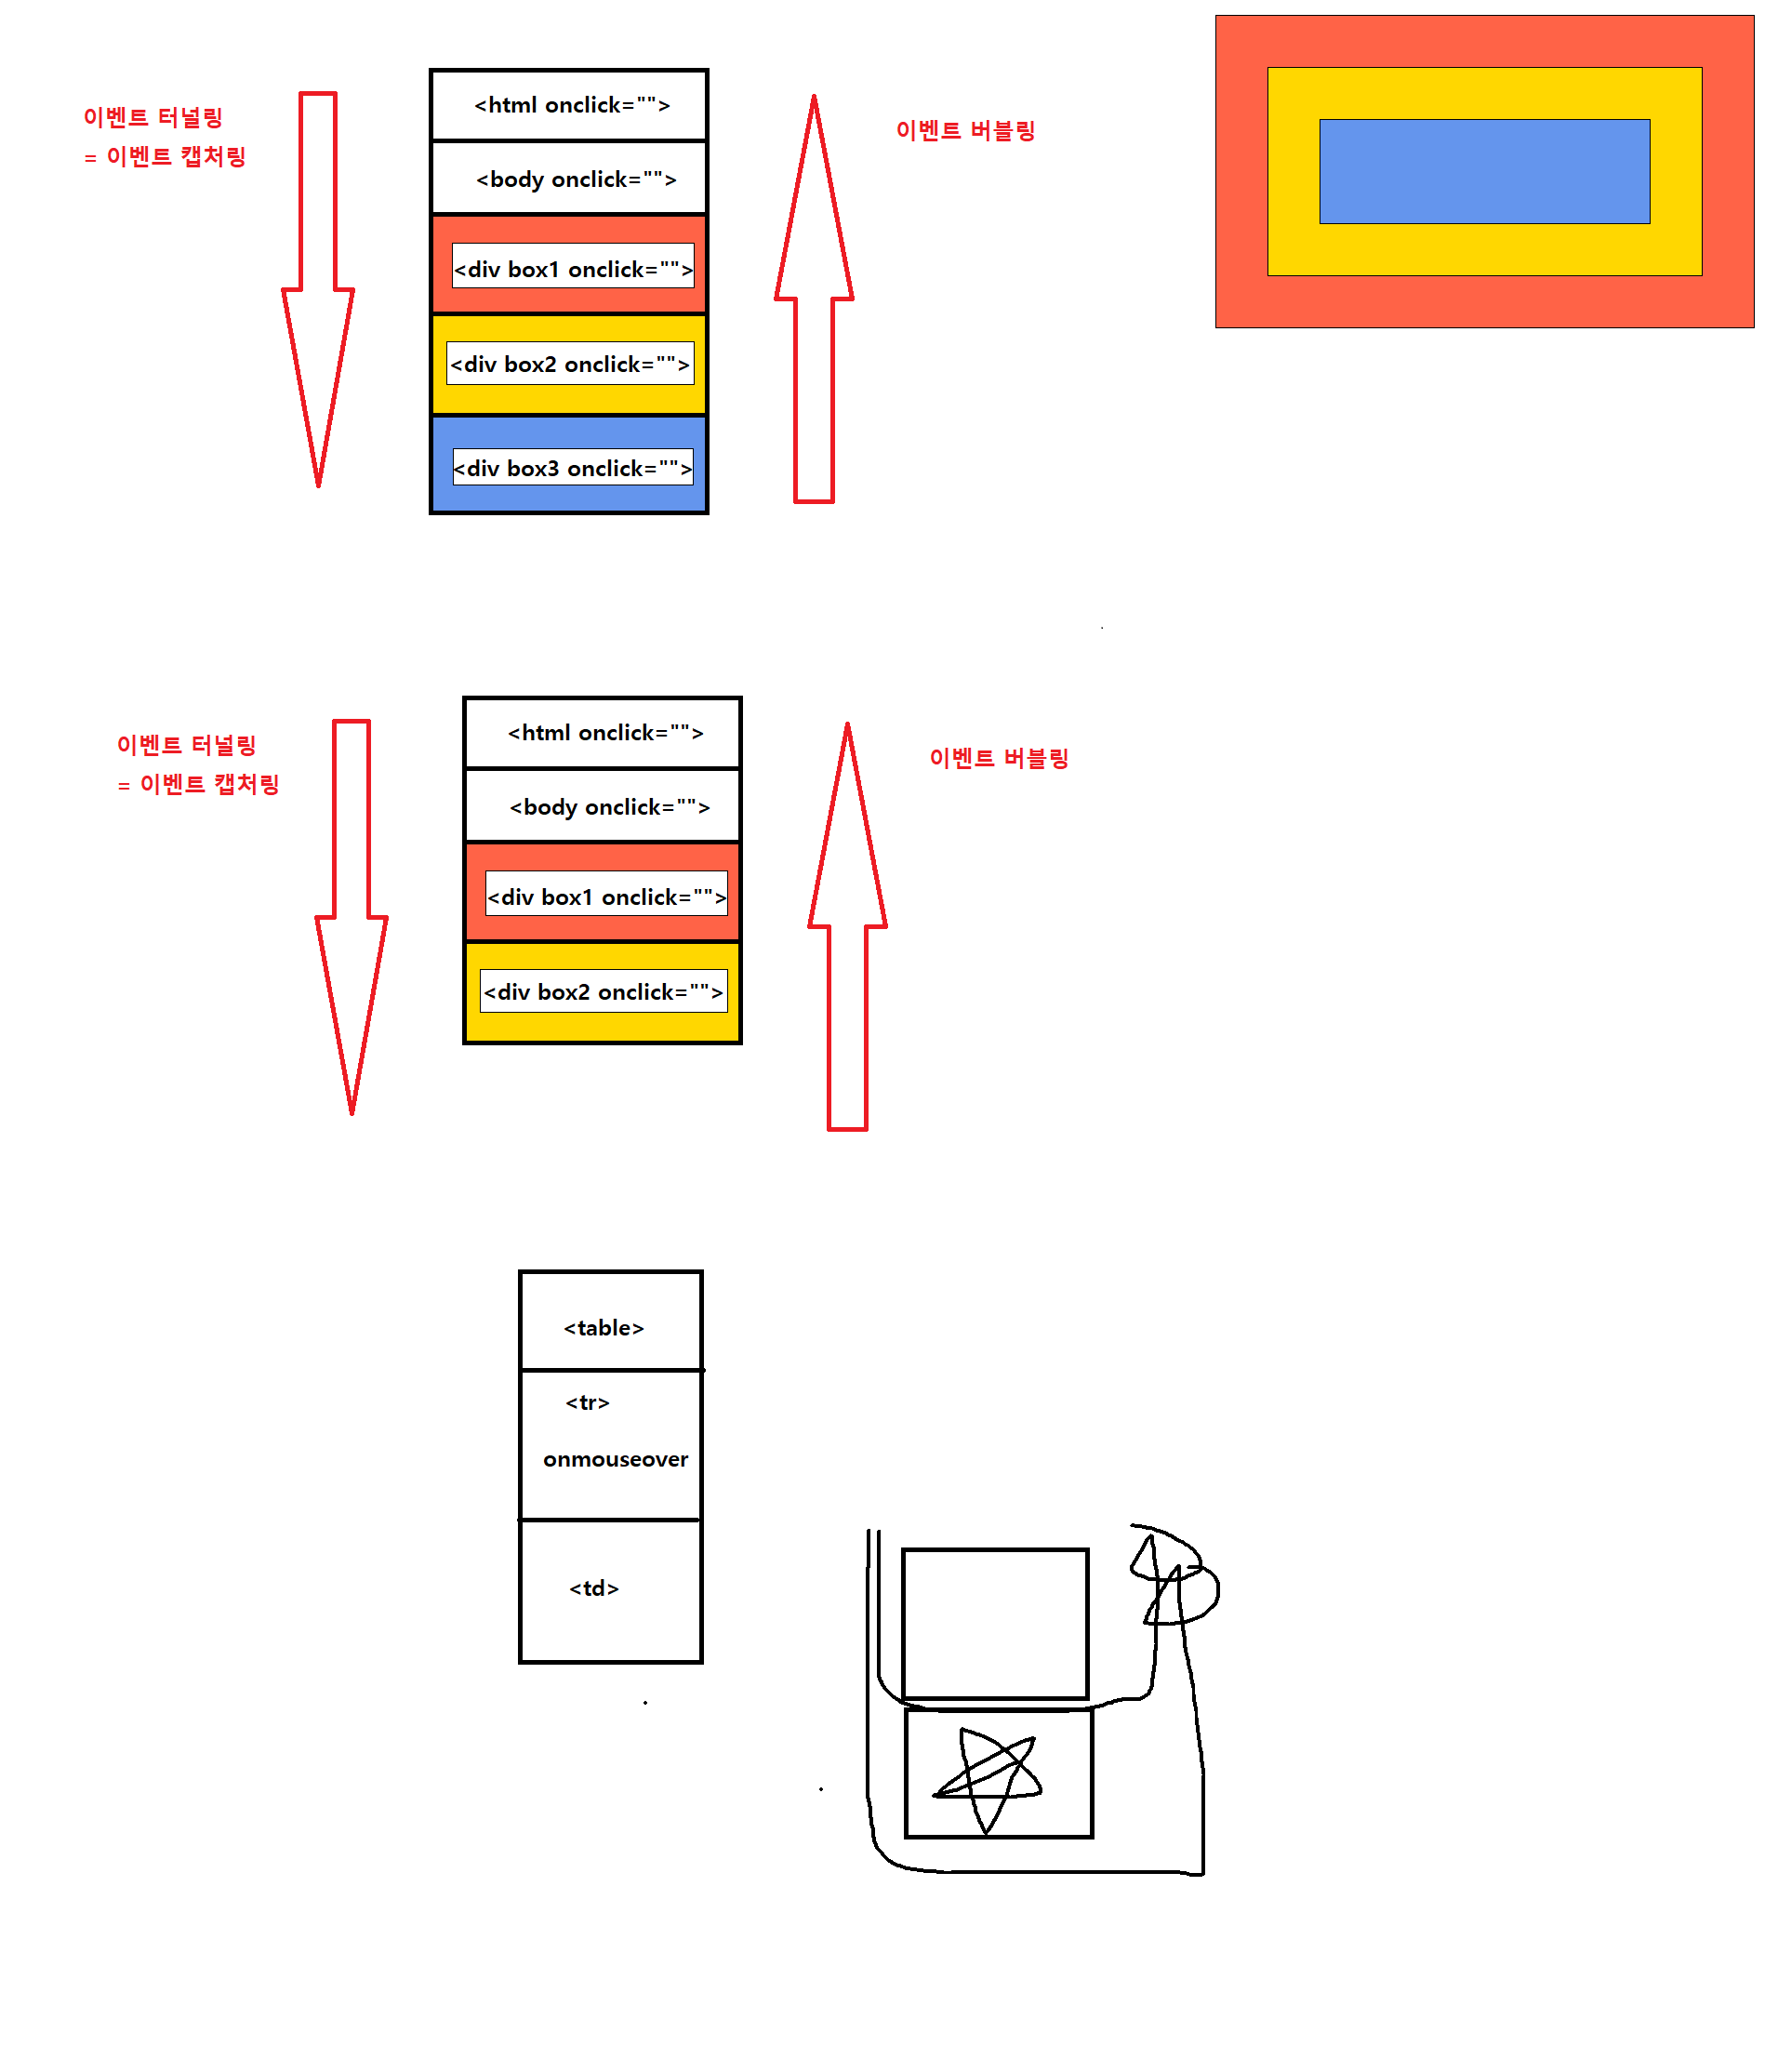 이벤트 터널링
= 이벤트 캡처링
<html onclick="">
<body onclick="">
<div box1 onclick="">
<div box2 onclick="">
<div box3 onclick="">
이벤트 버블링
이벤트 터널링
= 이벤트 캡처링
<html onclick="">
<body onclick="">
<div box1 onclick="">
<div box2 onclick="">
이벤트 버블링
<table>
<tr>
onmouseover
<td>